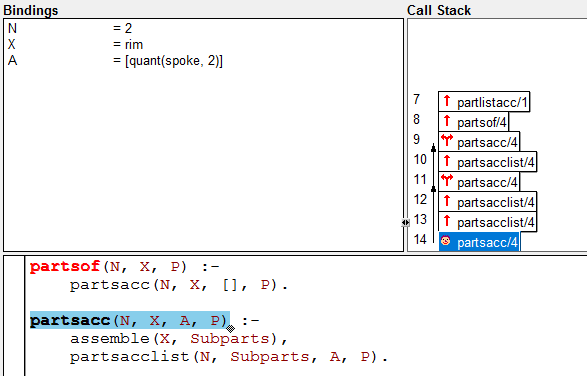 Bindings
N = 2
X = rim
A = [quant(spoke, 2)]
Call Stack
7 partlistacc/1
8 partsof/4
9 partsacc/4
10 partsacclist/4
11 partsacc/4
12 partsacclist/4
13 partsacclist/4
14 partsacc/4
partsof(N, X, P) :-
partsacc(N, X, [], P).
partsacc(N, X, A, P) :-
assemble(X, Subparts),
partsacclist(N, Subparts, A, P).